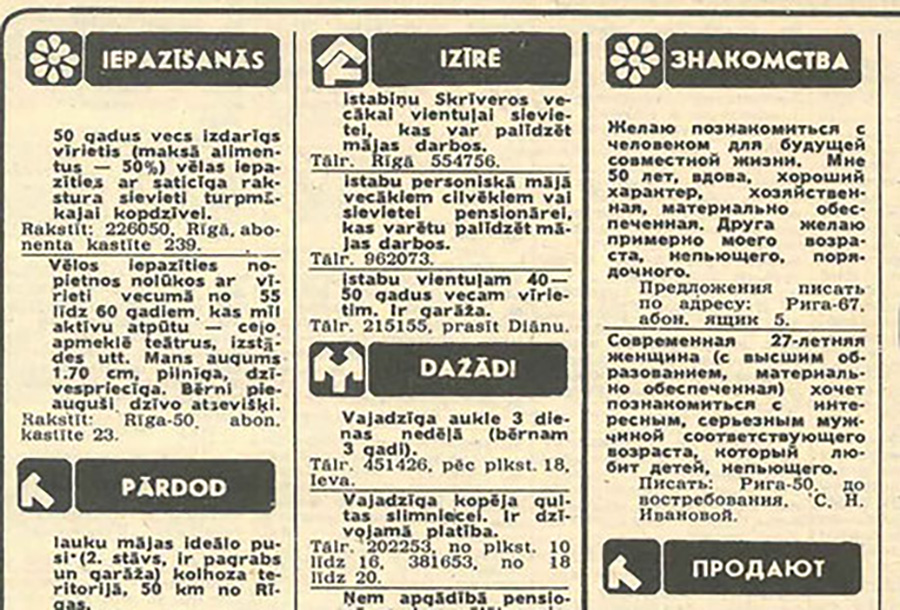 IEPAZĪŠANĀS
50 gadus vecs izdarīgs
vīrietis (maksā alimen-
tus — 50%) vēlas iepa-
zīties ar saticīga rak-
stura sievieti turpmā-
kajai kopdzīvei.
Rakstīt: 226050, Rīgā, abo-
nenta kastīte 239.
Vēlos iepazīties no-
pietnos nolūkos ar vī-
rieti vecumā no 55
līdz 60 gadiem, kas mīl
aktīvu atpūtu — ceļo,
apmeklē teātrus, izstā-
des utt. Mans augums
1.70 cm, pilnīga, dzī-
vespriecīga. Bērni pie-
auguši, dzīvo atsevišķi.
Rakstīt: Rīga-50, abon.
kastīte 23.
PĀRDOD
lauku mājas ideālo pu-
si (2. stāvs, ir pagrabs
un garāža) kolhoza te-
ritorijā, 50 km no Rī-
gas.
IZĪRĒ
istabiņu Skrīveros ve-
cākai vientuļai sievie-
tei, kas var palīdzēt
mājas darbos.
Tālr. Rīgā 554756.
istabu personiskā mājā
vecākiem cilvēkiem vai
sievietei pensionārei,
kas varētu palīdzēt mā-
jas darbos.
Tālr. 962073.
istabu vientuļam 40—
50 gadus vecam vīrie-
tim. Ir garāža.
Tālr. 215155, prasīt Diānu.
DAŽĀDI
Vajadzīga aukle 3 die-
nas nedēļā (bērnam
3 gadi).
Tālr. 451426, pēc plkst. 18,
Ieva.
Vajadzīga kopēja gul-
tas slimniecei. Ir dzī-
vojamā platība.
Tālr. 202253, no plkst. 10
līdz 16, 381653, no 18
līdz 20.
Ņem apgādībā pensio-
ЗНАКОМСТВА
Желаю познакомиться с
человеком для будущей
совместной жизни. Мне
50 лет, вдова, хороший
характер, хозяйствен-
ная, материально обес-
печенная. Друга желаю
примерно моего возра-
ста, непьющего, поря-
дочного.
Предложения писать
по адресу: Рига-67,
абон. ящик 5.
Современная 27-летняя
женщина (с высшим об-
разованием, материаль-
но обеспеченная) хочет
познакомиться с инте-
ресным, серьезным муж-
чиной соответствующего
возраста, который лю-
бит детей, непьющего.
Писать: Рига-50, до
востребования, С. Н.
Ивановой.
ПРОДАЮТ